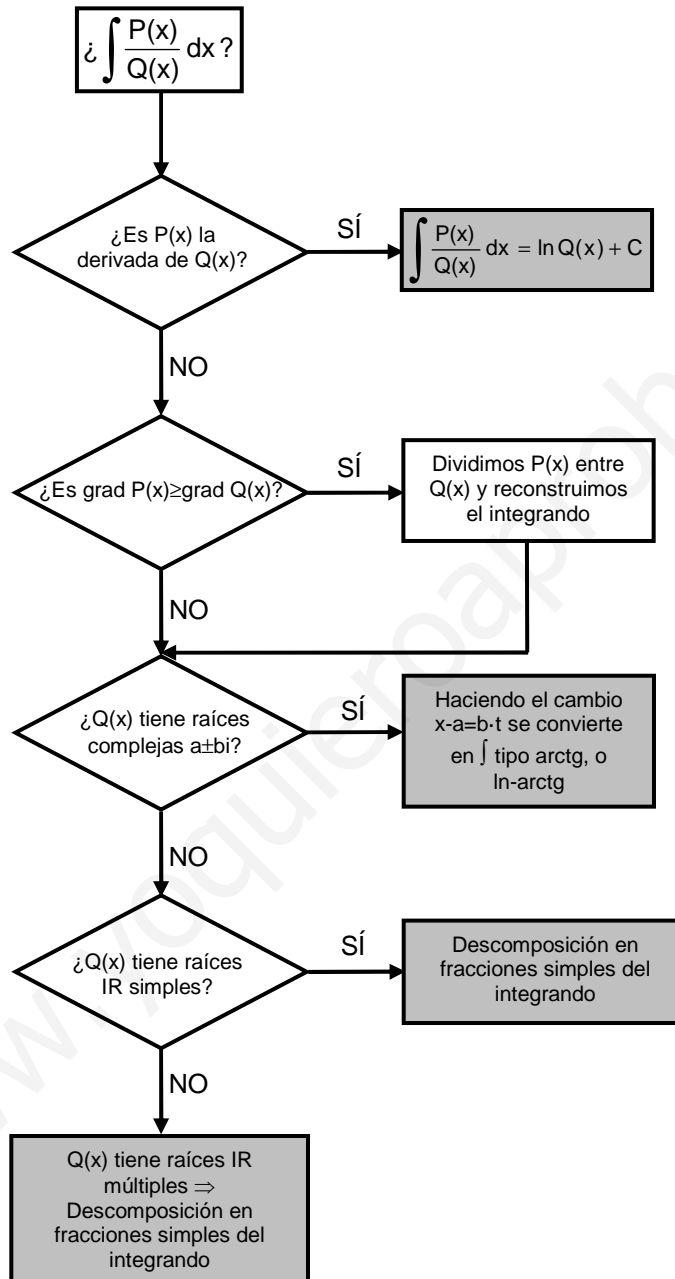 ¿ ∫ P(x)/Q(x) dx ?
¿Es P(x) la
derivada de Q(x)?
SÍ
∫ P(x)/Q(x) dx = ln Q(x) + C
NO
¿Es grad P(x)≥grad Q(x)?
SÍ
Dividimos P(x) entre
Q(x) y reconstruimos
el integrando
NO
¿Q(x) tiene raíces
complejas a±bi?
SÍ
Haciendo el cambio
x-a=b·t se convierte
en ∫ tipo arctg, o
ln-arctg
NO
¿Q(x) tiene raíces
IR simples?
SÍ
Descomposición en
fracciones simples del
integrando
NO
Q(x) tiene raíces IR
múltiples ⇒
Descomposición en
fracciones simples del
integrando